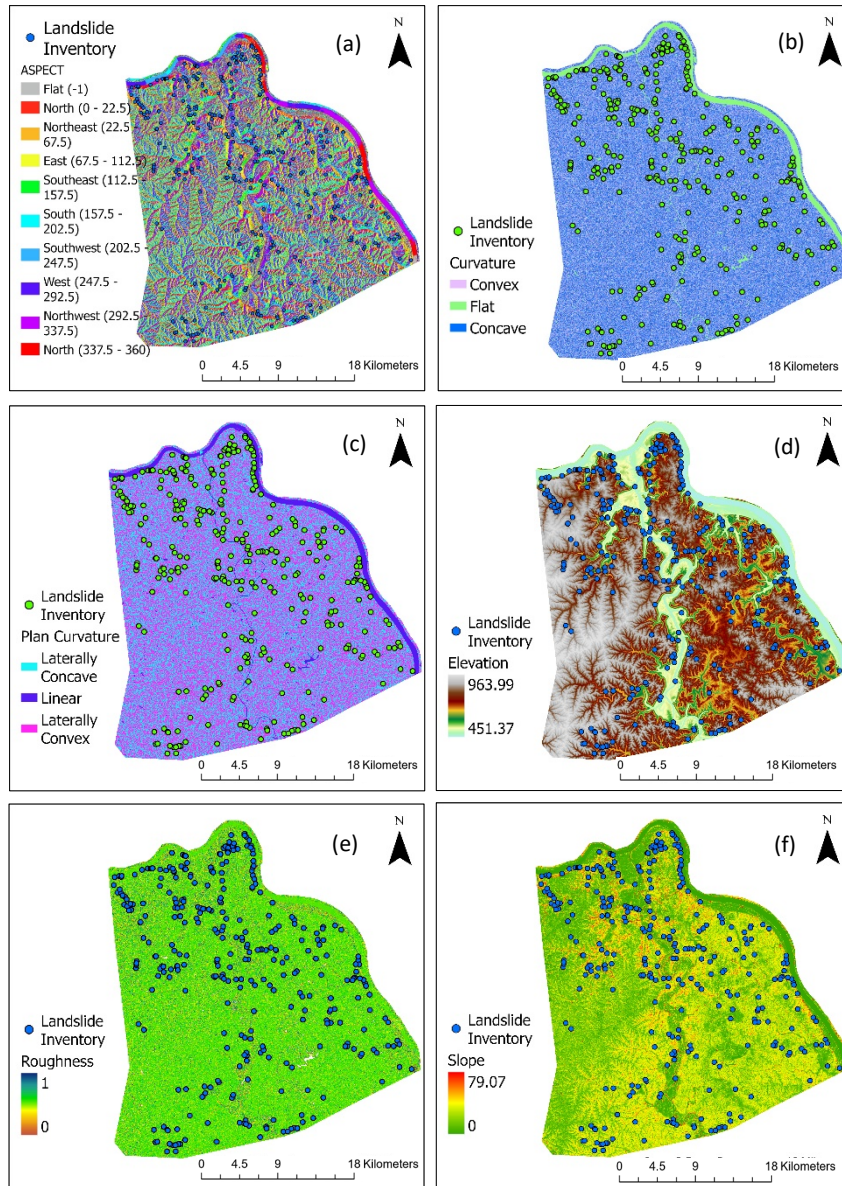 N
(a)
Landslide
Inventory
ASPECT
Flat (-1)
North (0 - 22.5)
Northeast (22.5 -
67.5)
East (67.5 - 112.5)
Southeast (112.5 -
157.5)
South (157.5 -
202.5)
Southwest (202.5 -
247.5)
West (247.5 -
292.5)
Northwest (292.5 -
337.5)
North (337.5 - 360)
0 4.5 9 18 Kilometers
N
(b)
Landslide
Inventory
Curvature
Convex
Flat
Concave
0 4.5 9 18 Kilometers
N
(c)
Landslide
Inventory
Plan Curvature
Laterally
Concave
Linear
Laterally
Convex
0 4.5 9 18 Kilometers
N
(d)
Landslide
Inventory
Elevation
963.99
451.37
0 4.5 9 18 Kilometers
N
(e)
Landslide
Inventory
Roughness
1
0
0 4.5 9 18 Kilometers
N
(f)
Landslide
Inventory
Slope
79.07
0
0 4.5 9 18 Kilometers